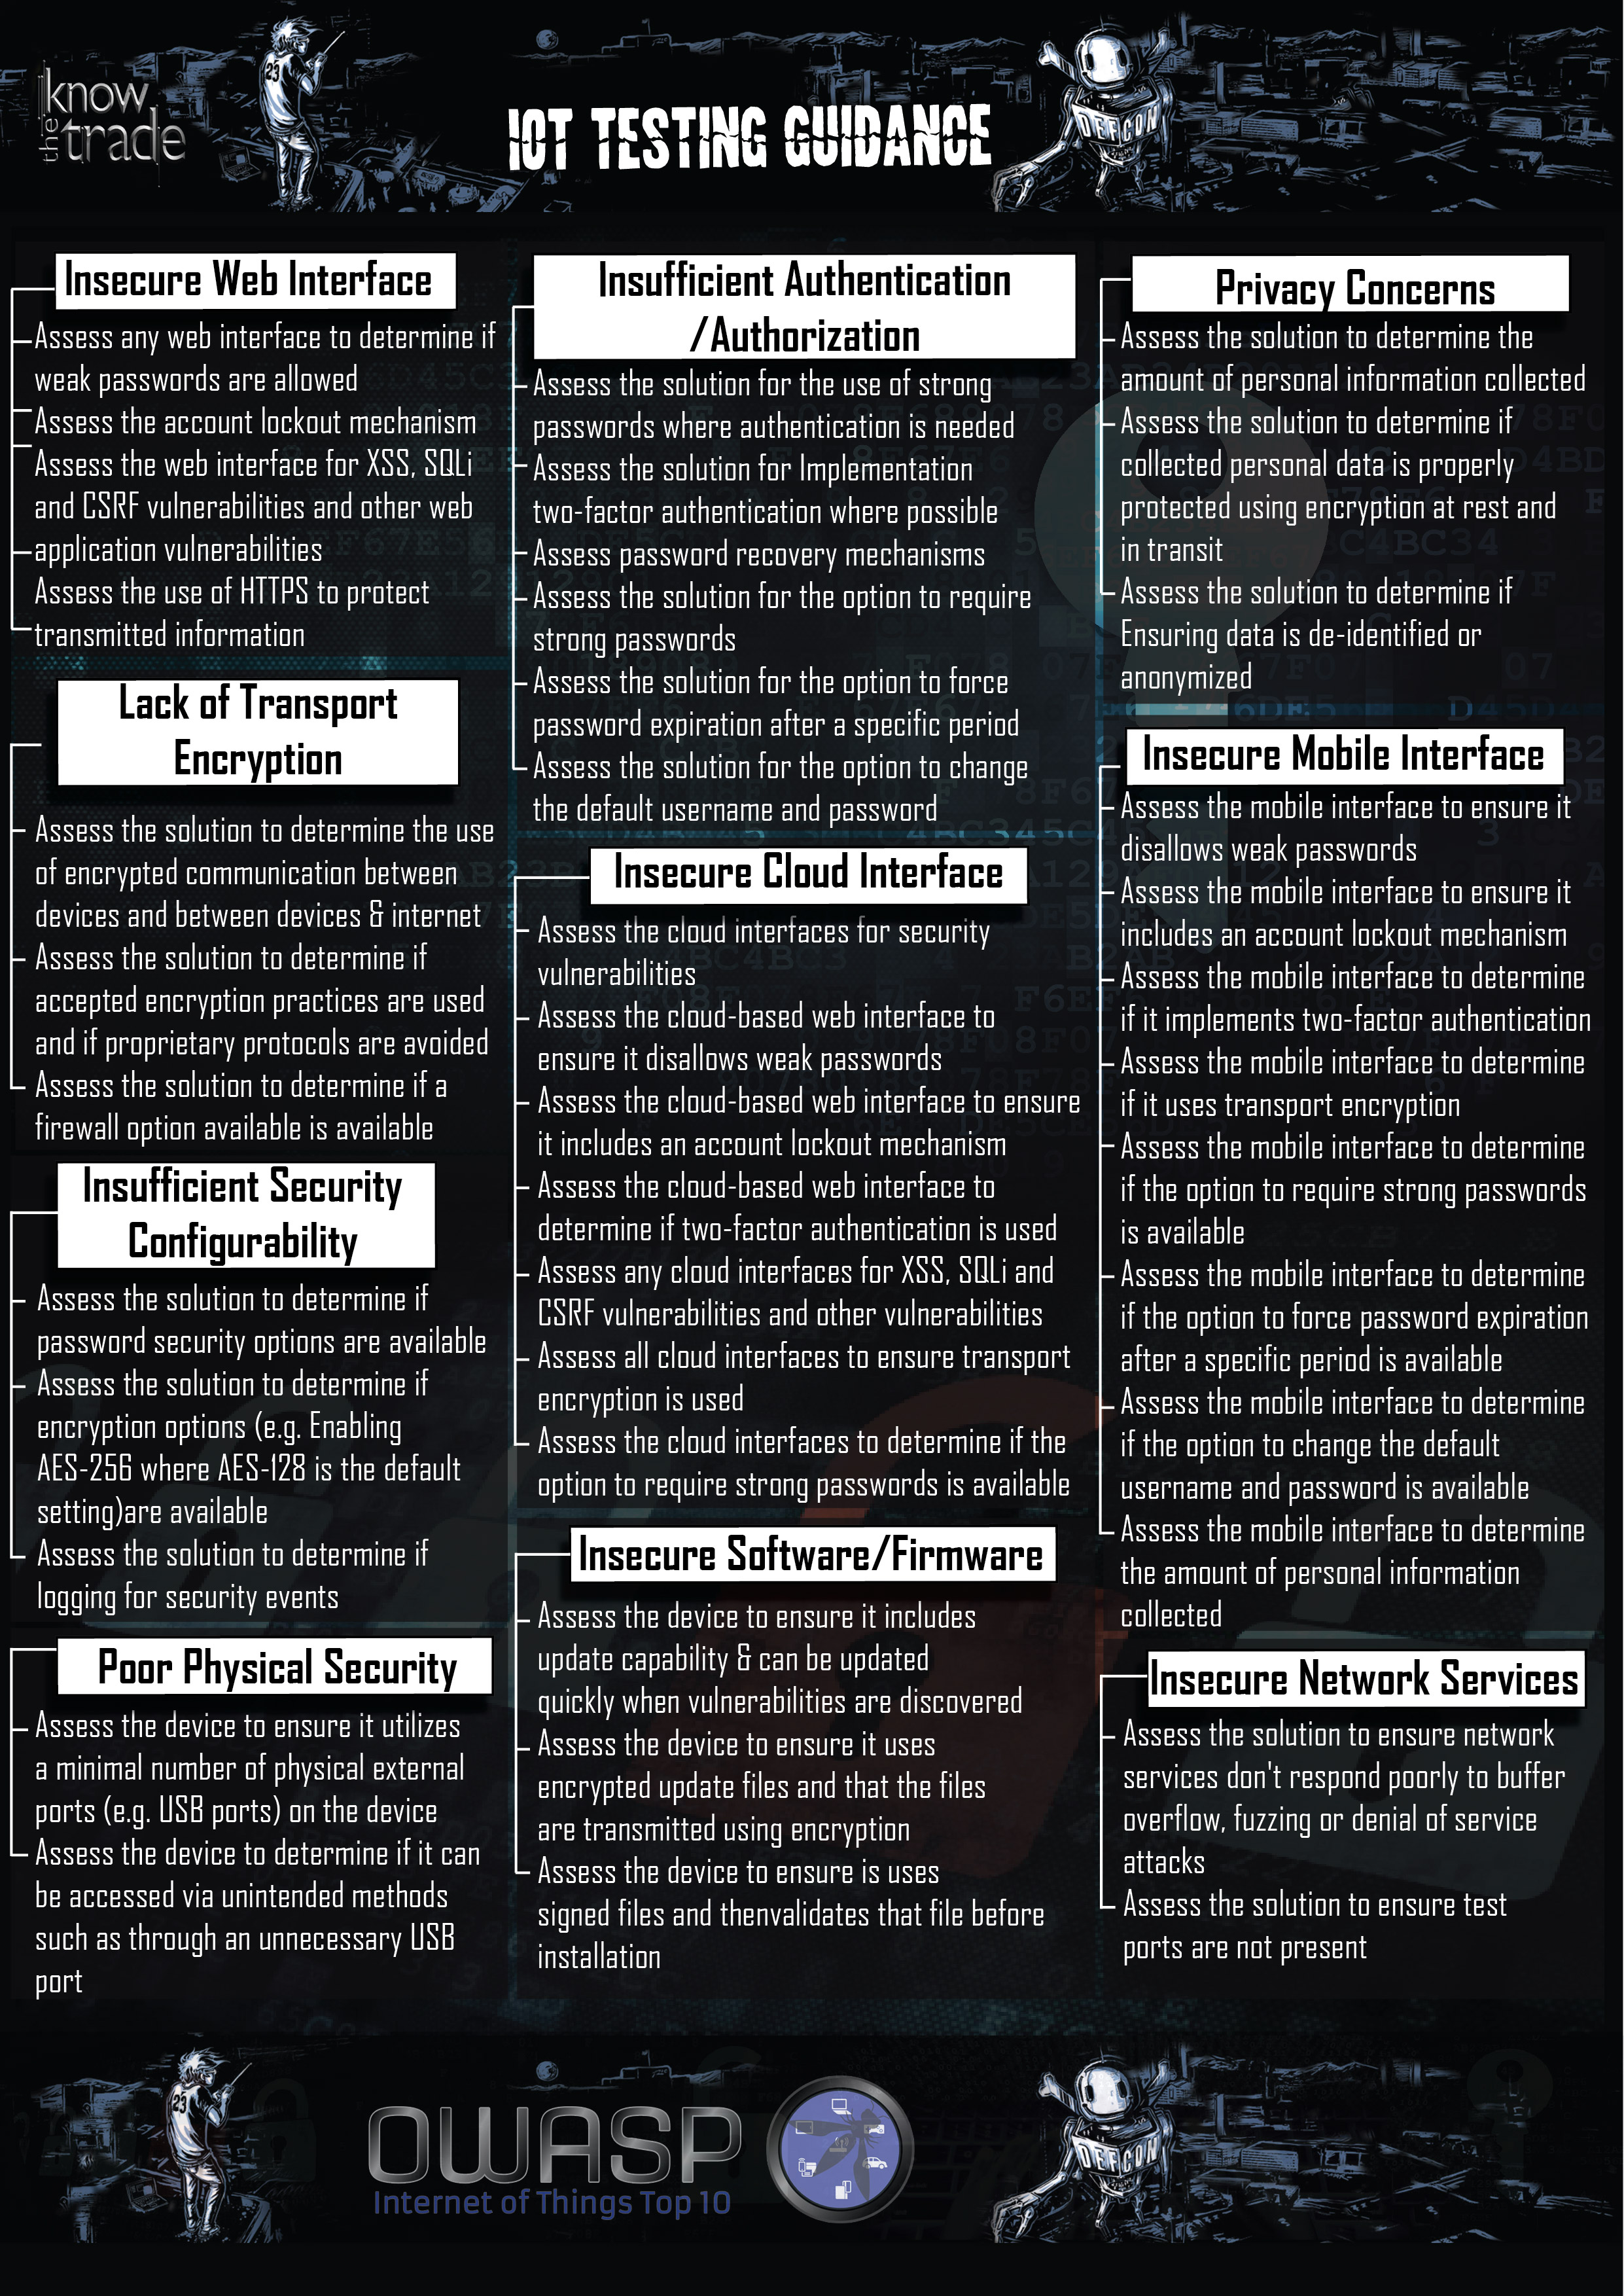 know
the
trade
23
IOT TESTING GUIDANCE
DEFCON
Insecure Web Interface
Assess any web interface to determine if
weak passwords are allowed
Assess the account lockout mechanism
Assess the web interface for XSS, SQLi
and CSRF vulnerabilities and other web
application vulnerabilities
Assess the use of HTTPS to protect
transmitted information
Lack of Transport
Encryption
Assess the solution to determine the use
of encrypted communication between
devices and between devices & internet
Assess the solution to determine if
accepted encryption practices are used
and if proprietary protocols are avoided
Assess the solution to determine if a
firewall option available is available
Insufficient Security
Configurability
Assess the solution to determine if
password security options are available
Assess the solution to determine if
encryption options (e.g. Enabling
AES-256 where AES-128 is the default
setting)are available
Assess the solution to determine if
logging for security events
Poor Physical Security
Assess the device to ensure it utilizes
a minimal number of physical external
ports (e.g. USB ports) on the device
Assess the device to determine if it can
be accessed via unintended methods
such as through an unnecessary USB
port
Insufficient Authentication
/Authorization
Assess the solution for the use of strong
passwords where authentication is needed
Assess the solution for Implementation
two-factor authentication where possible
Assess password recovery mechanisms
Assess the solution for the option to require
strong passwords
Assess the solution for the option to force
password expiration after a specific period
Assess the solution for the option to change
the default username and password
Insecure Cloud Interface
Assess the cloud interfaces for security
vulnerabilities
Assess the cloud-based web interface to
ensure it disallows weak passwords
Assess the cloud-based web interface to ensure
it includes an account lockout mechanism
Assess the cloud-based web interface to
determine if two-factor authentication is used
Assess any cloud interfaces for XSS, SQLi and
CSRF vulnerabilities and other vulnerabilities
Assess all cloud interfaces to ensure transport
encryption is used
Assess the cloud interfaces to determine if the
option to require strong passwords is available
Insecure Software/Firmware
Assess the device to ensure it includes
update capability & can be updated
quickly when vulnerabilities are discovered
Assess the device to ensure it uses
encrypted update files and that the files
are transmitted using encryption
Assess the device to ensure is uses
signed files and thenvalidates that file before
installation
Privacy Concerns
Assess the solution to determine the
amount of personal information collected
Assess the solution to determine if
collected personal data is properly
protected using encryption at rest and
in transit
Assess the solution to determine if
Ensuring data is de-identified or
anonymized
Insecure Mobile Interface
Assess the mobile interface to ensure it
disallows weak passwords
Assess the mobile interface to ensure it
includes an account lockout mechanism
Assess the mobile interface to determine
if it implements two-factor authentication
Assess the mobile interface to determine
if it uses transport encryption
Assess the mobile interface to determine
if the option to require strong passwords
is available
Assess the mobile interface to determine
if the option to force password expiration
after a specific period is available
Assess the mobile interface to determine
if the option to change the default
username and password is available
Assess the mobile interface to determine
the amount of personal information
collected
Insecure Network Services
Assess the solution to ensure network
services don't respond poorly to buffer
overflow, fuzzing or denial of service
attacks
Assess the solution to ensure test
ports are not present
23
OWASP
Internet of Things Top 10
DEFCON